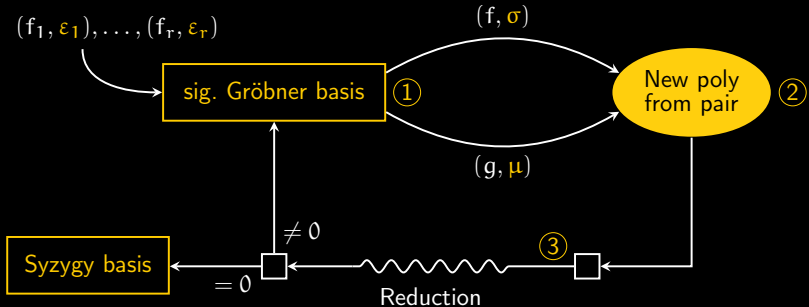 (f₁, ε₁), ..., (fᵣ, εᵣ)
(f, σ)
sig. Gröbner basis
①
New poly
from pair
②
(g, μ)
≠ 0
③
Syzygy basis
= 0
Reduction